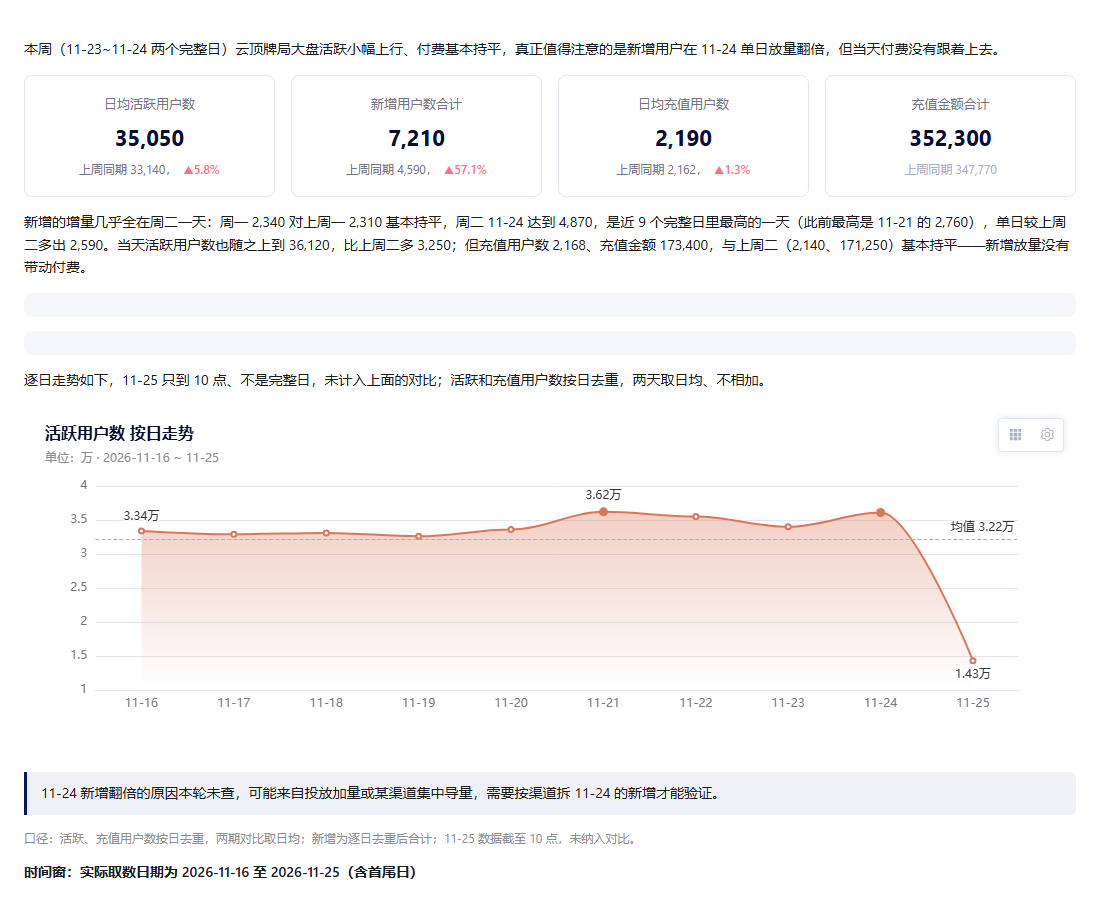 本周（11-23~11-24 两个完整日）云顶牌局大盘活跃小幅上行、付费基本持平，真正值得注意的是新增用户在 11-24 单日放量翻倍，但当天付费没有跟着上去。
日均活跃用户数
35,050
上周同期 33,140， ▲5.8%
新增用户数合计
7,210
上周同期 4,590， ▲57.1%
日均充值用户数
2,190
上周同期 2,162， ▲1.3%
充值金额合计
352,300
上周同期 347,770
新增的增量几乎全在周二一天：周一 2,340 对上周一 2,310 基本持平，周二 11-24 达到 4,870，是近 9 个完整日里最高的一天（此前最高是 11-21 的 2,760），单日较上周
二多出 2,590。当天活跃用户数也随之上到 36,120，比上周二多 3,250；但充值用户数 2,168、充值金额 173,400，与上周二（2,140、171,250）基本持平——新增放量没有
带动付费。
逐日走势如下，11-25 只到 10 点、不是完整日，未计入上面的对比；活跃和充值用户数按日去重，两天取日均、不相加。
活跃用户数 按日走势
单位：万 · 2026-11-16 ~ 11-25
4
3.5
3
2.5
2
1.5
1
3.34万
3.62万
均值 3.22万
1.43万
11-16 11-17 11-18 11-19 11-20 11-21 11-22 11-23 11-24 11-25
11-24 新增翻倍的原因本轮未查，可能来自投放加量或某渠道集中导量，需要按渠道拆 11-24 的新增才能验证。
口径：活跃、充值用户数按日去重，两期对比取日均；新增为逐日去重后合计；11-25 数据截至 10 点，未纳入对比。
时间窗：实际取数日期为 2026-11-16 至 2026-11-25（含首尾日）